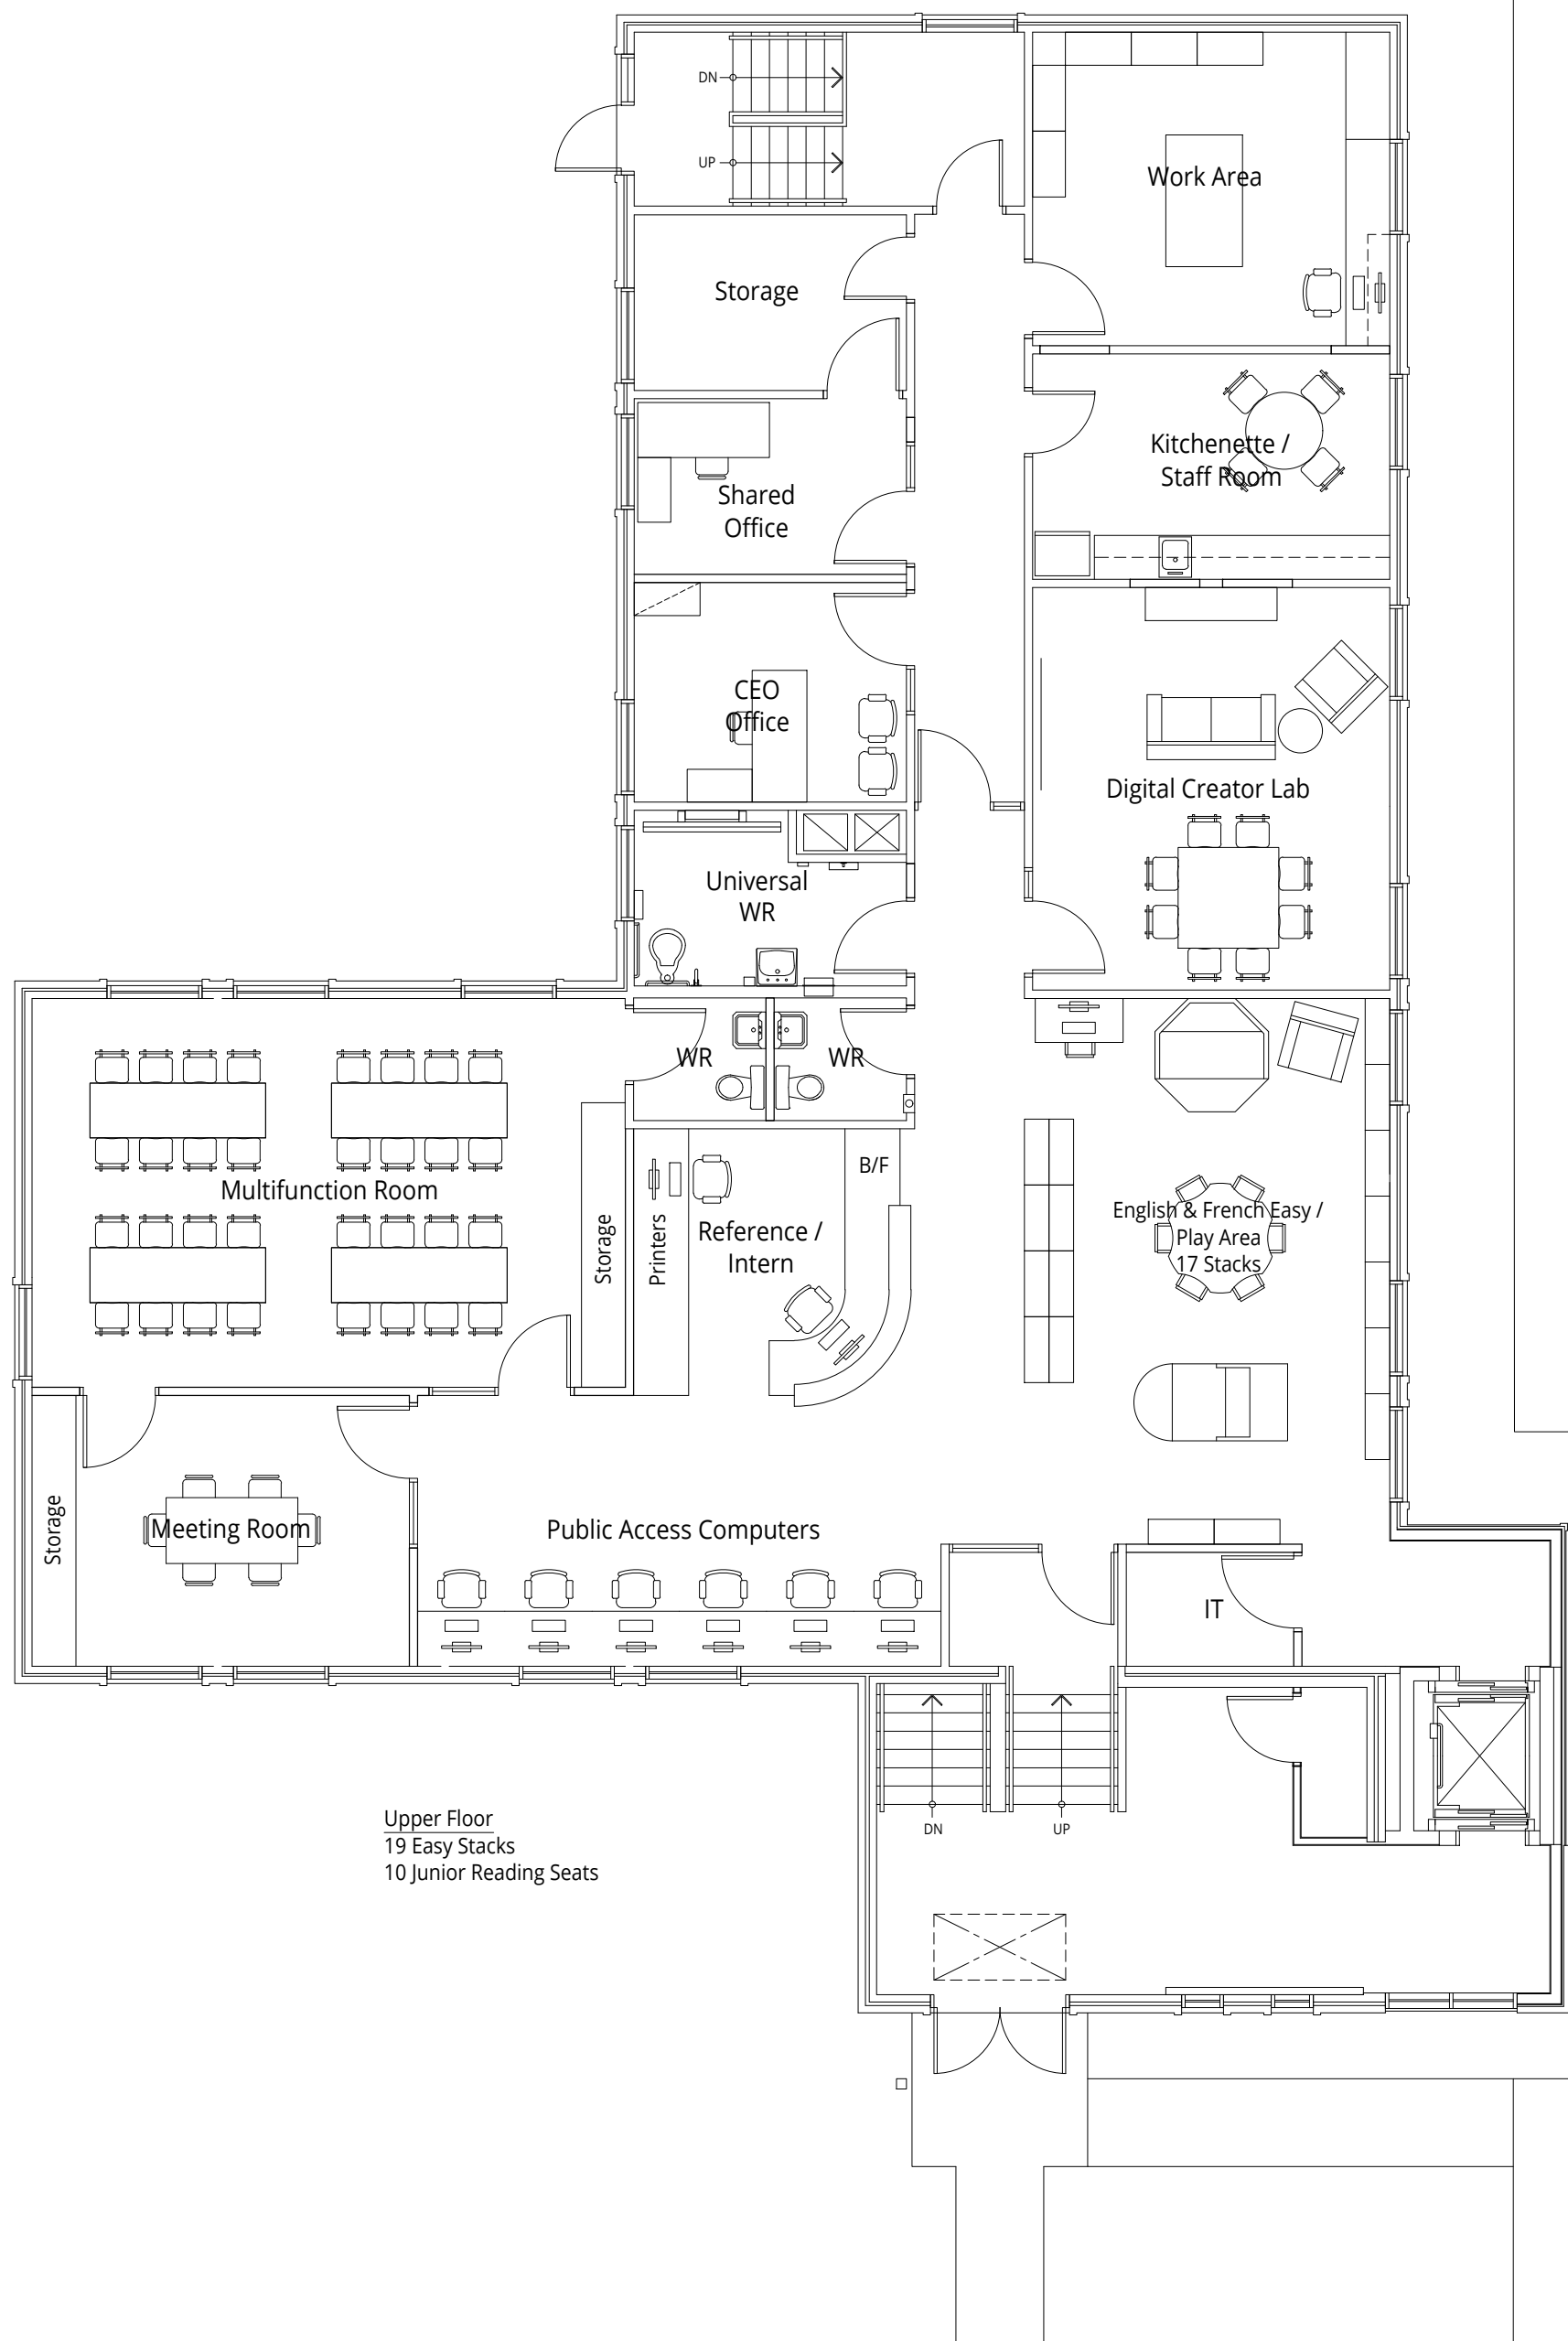 DN
UP
Work Area
Storage
Kitchenette /
Staff Room
Shared
Office
CEO
Office
Digital Creator Lab
Universal
WR
WR
WR
Multifunction Room
Storage
Printers
Reference /
Intern
B/F
English & French Easy /
Play Area
17 Stacks
Storage
Meeting Room
Public Access Computers
IT
DN
UP
Upper Floor
19 Easy Stacks
10 Junior Reading Seats